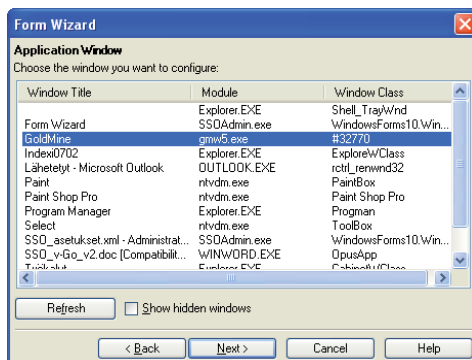 Form Wizard
Application Window
Choose the window you want to configure:
Window Title Module Window Class
Explorer.EXE Shell_TrayWnd
Form Wizard SSOAdmin.exe WindowsForms10.Win...
GoldMine gmw5.exe #32770
Indexi0702 Explorer.EXE ExploreWClass
Lähetetyt - Microsoft Outlook OUTLOOK.EXE rctrl_renwnd32
Paint ntvdm.exe PaintBox
Paint Shop Pro ntvdm.exe Paint Shop Pro
Program Manager Explorer.EXE Progman
Select ntvdm.exe ToolBox
SSO_asetukset.xml - Administrat... SSOAdmin.exe WindowsForms10.Win...
SSO_v-Go_v2.doc [Compatibilit... WINWORD.EXE OpusApp
Työkalut Explorer.EXE CabinetWClass
Refresh Show hidden windows
< Back Next > Cancel Help